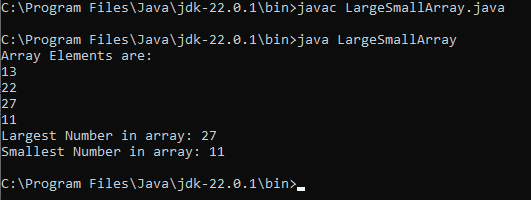 C:\Program Files\Java\jdk-22.0.1\bin>javac LargeSmallArray.java
C:\Program Files\Java\jdk-22.0.1\bin>java LargeSmallArray
Array Elements are:
13
22
27
11
Largest Number in array: 27
Smallest Number in array: 11
C:\Program Files\Java\jdk-22.0.1\bin>